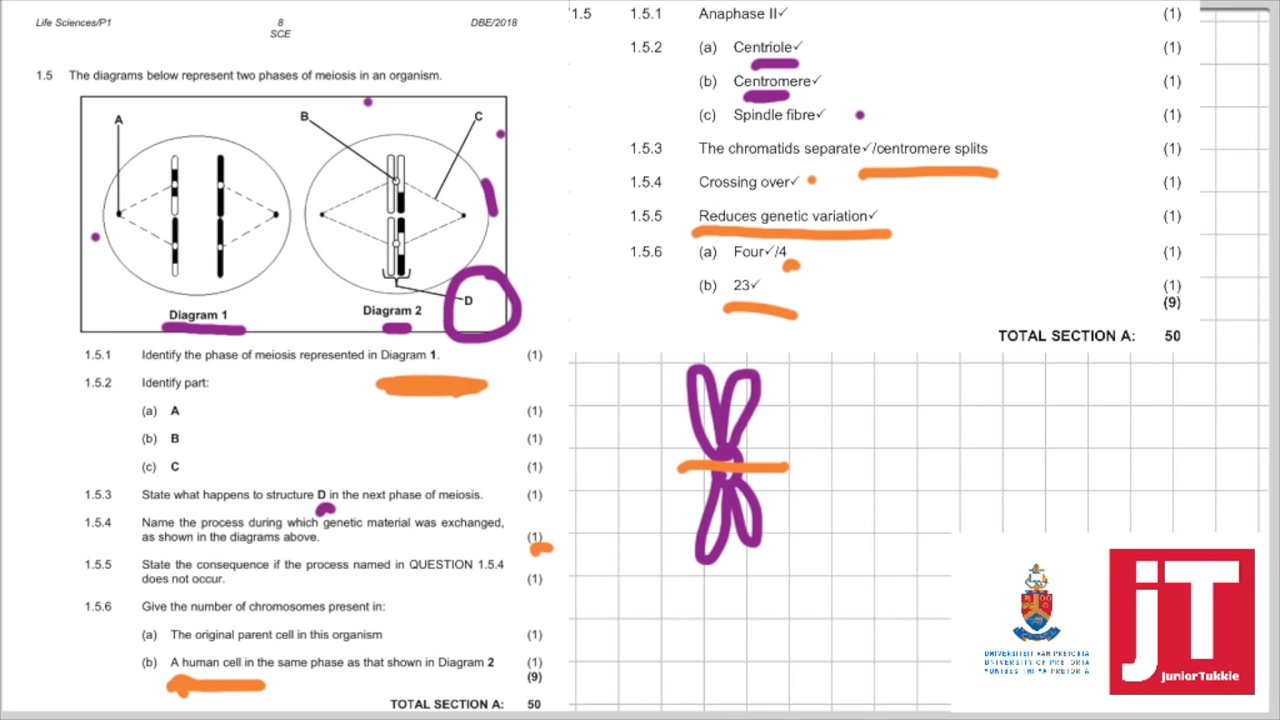 Life Sciences/P1
8
SCE
DBE/2018
1.5 The diagrams below represent two phases of meiosis in an organism.
A
B
C
D
Diagram 1
Diagram 2
1.5.1 Identify the phase of meiosis represented in Diagram 1. (1)
1.5.2 Identify part:
(a) A (1)
(b) B (1)
(c) C (1)
1.5.3 State what happens to structure D in the next phase of meiosis. (1)
1.5.4 Name the process during which genetic material was exchanged,
as shown in the diagrams above. (1)
1.5.5 State the consequence if the process named in QUESTION 1.5.4
does not occur. (1)
1.5.6 Give the number of chromosomes present in:
(a) The original parent cell in this organism (1)
(b) A human cell in the same phase as that shown in Diagram 2 (1)
(9)
TOTAL SECTION A: 50
1.5 1.5.1 Anaphase II✓ (1)
1.5.2 (a) Centriole✓ (1)
(b) Centromere✓ (1)
(c) Spindle fibre✓ (1)
1.5.3 The chromatids separate✓/centromere splits (1)
1.5.4 Crossing over✓ (1)
1.5.5 Reduces genetic variation✓ (1)
1.5.6 (a) Four✓/4 (1)
(b) 23✓ (1)
(9)
TOTAL SECTION A: 50
UNIVERSITEIT VAN PRETORIA
UNIVERSITY OF PRETORIA
YUNIBESITHI YA PRETORIA
jT
JuniorTukkie